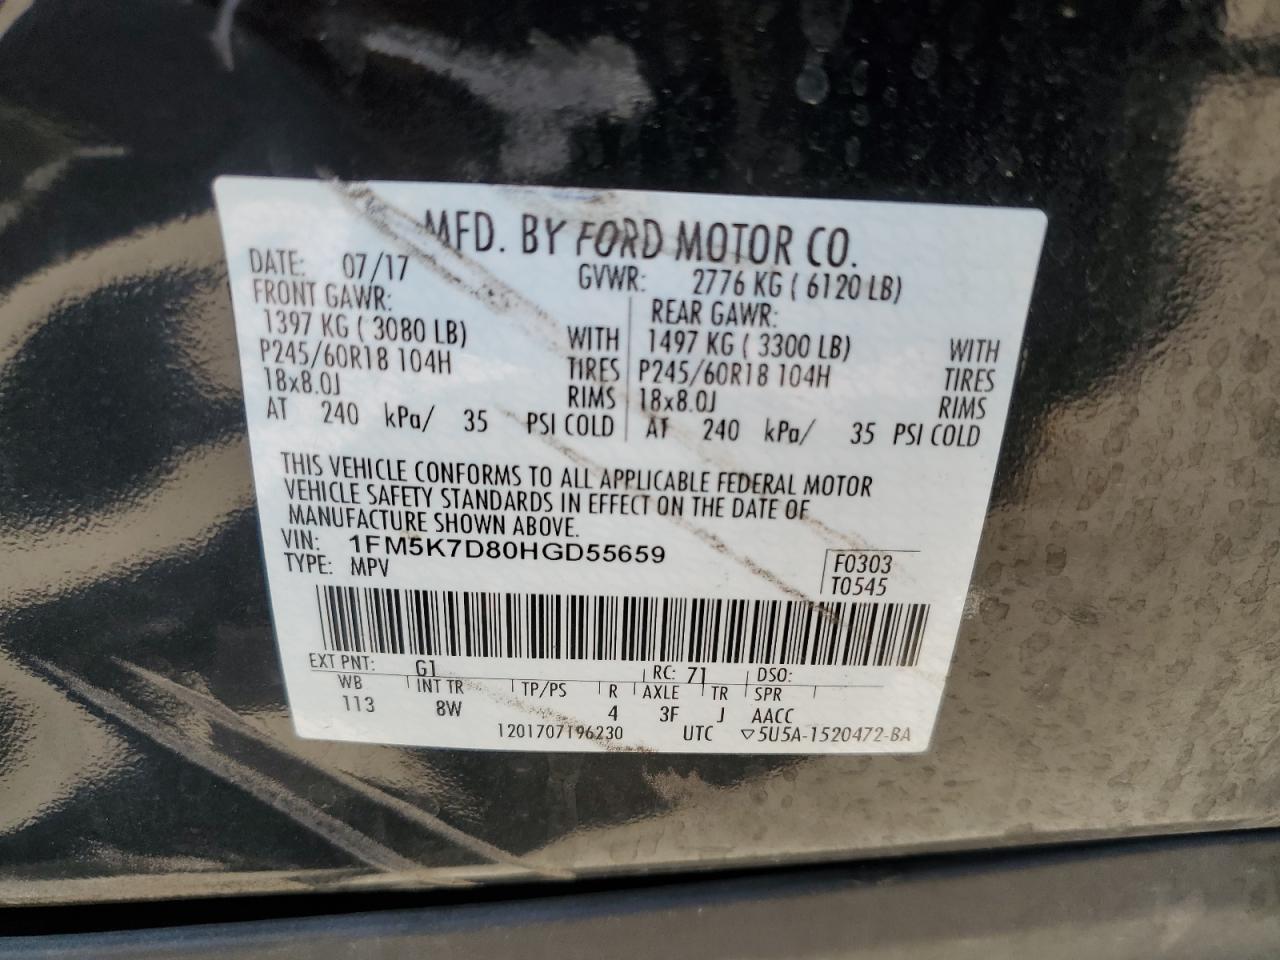 MFD. BY FORD MOTOR CO.
DATE: 07/17 GVWR: 2776 KG ( 6120 LB)
FRONT GAWR: REAR GAWR:
1397 KG ( 3080 LB) WITH 1497 KG ( 3300 LB) WITH
P245/60R18 104H TIRES P245/60R18 104H TIRES
18x8.0J RIMS 18x8.0J RIMS
AT 240 kPa/ 35 PSI COLD AT 240 kPa/ 35 PSI COLD
THIS VEHICLE CONFORMS TO ALL APPLICABLE FEDERAL MOTOR
VEHICLE SAFETY STANDARDS IN EFFECT ON THE DATE OF
MANUFACTURE SHOWN ABOVE.
VIN: 1FM5K7D80HGD55659 F0303
TYPE: MPV T0545
EXT PNT: G1 RC: 71 DSO:
WB INT TR TP/PS R AXLE TR SPR
113 8W 4 3F J AACC
1201707196230 UTC ▽5U5A-1520472-BA